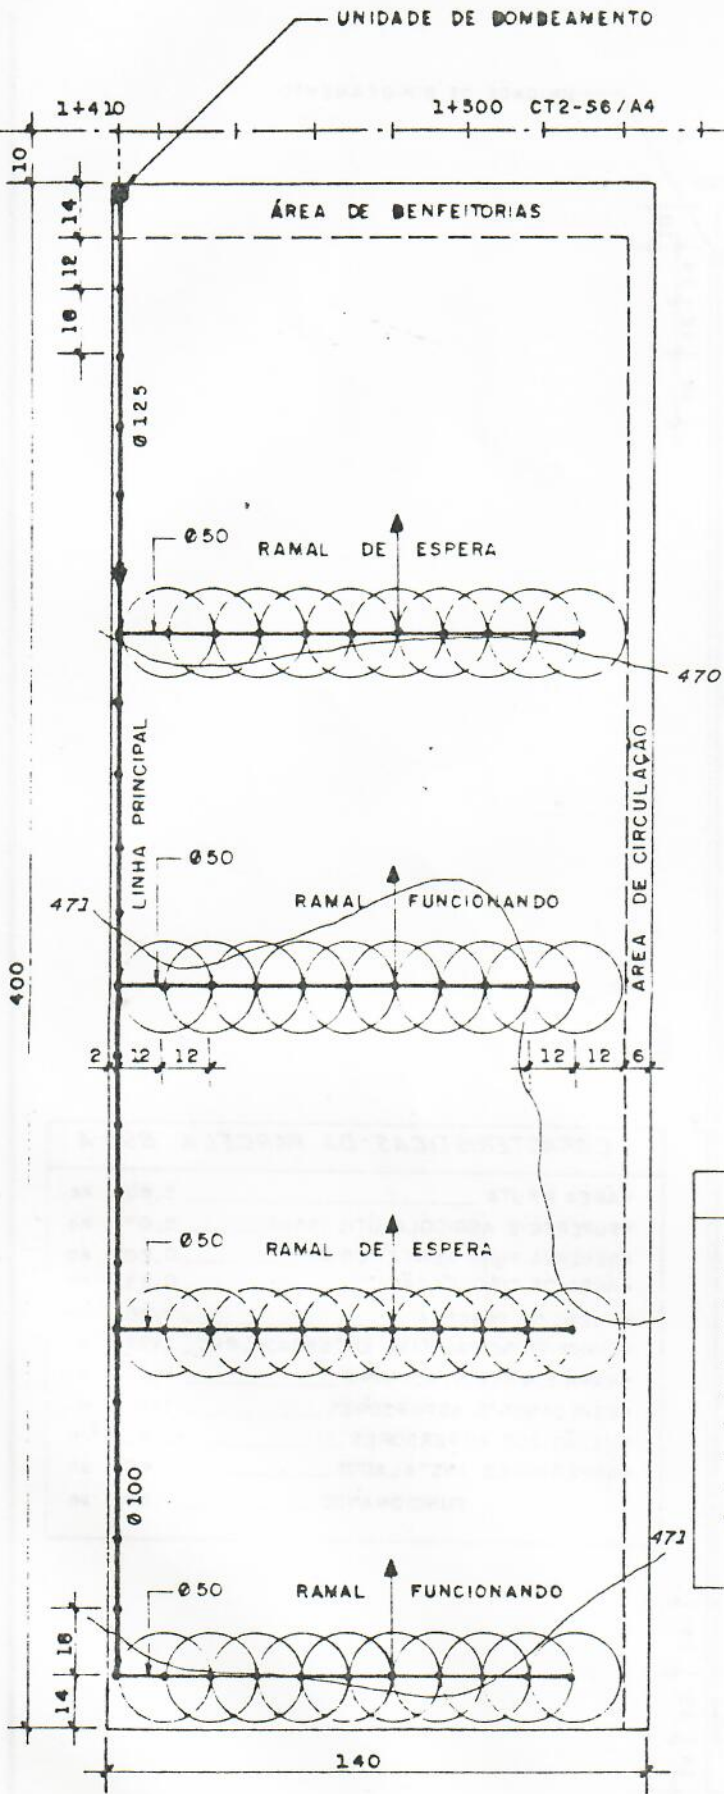 UNIDADE DE BOMBEAMENTO
1+410
1+500 CT2-S6/A4
10
14
ÁREA DE BENFEITORIAS
12
18
Ø125
Ø50
RAMAL DE ESPERA
470
LINHA PRINCIPAL
ÁREA DE CIRCULAÇÃO
Ø50
RAMAL FUNCIONANDO
471
400
2 12 12
12 12 6
Ø50
RAMAL DE ESPERA
Ø100
471
Ø50
RAMAL FUNCIONANDO
18
14
140